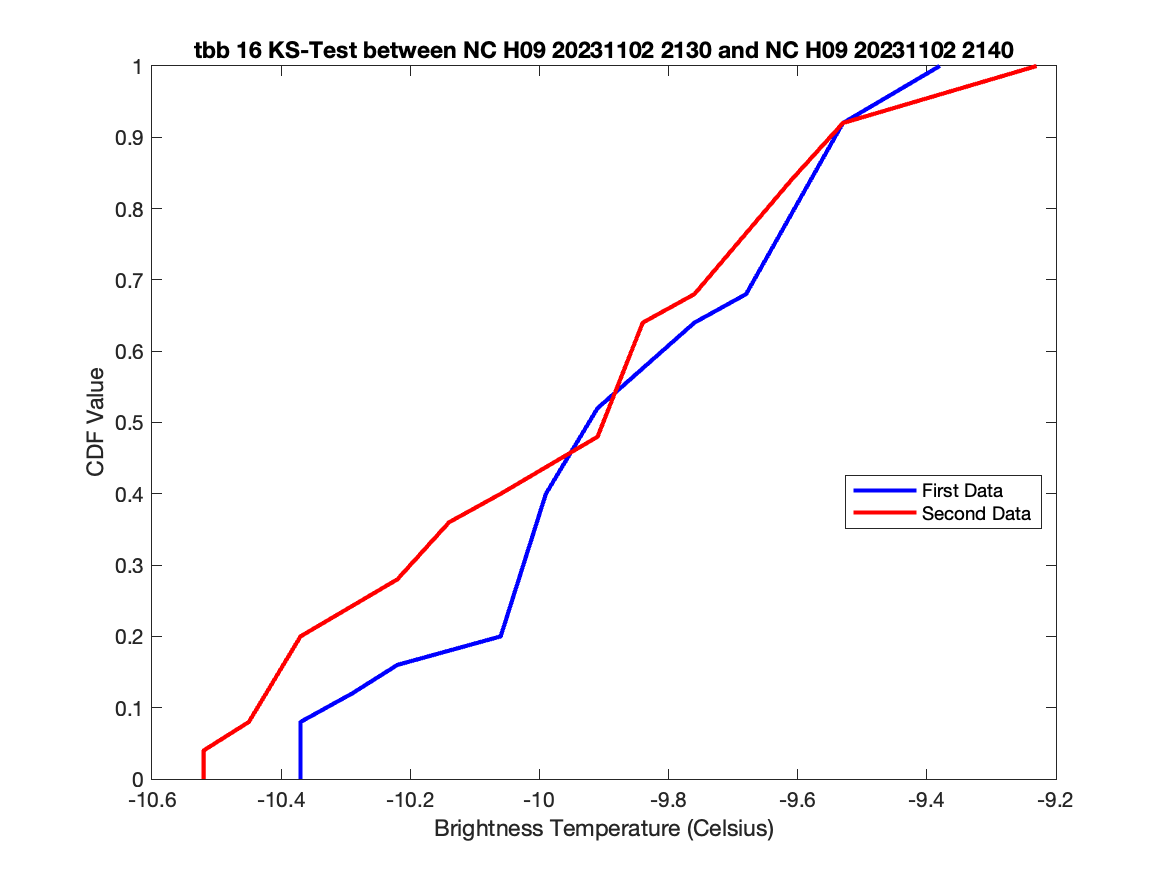 tbb 16 KS-Test between NC H09 20231102 2130 and NC H09 20231102 2140
1
0.9
0.8
0.7
0.6
0.5
0.4
0.3
0.2
0.1
0
CDF Value
First Data
Second Data
-10.6 -10.4 -10.2 -10 -9.8 -9.6 -9.4 -9.2
Brightness Temperature (Celsius)